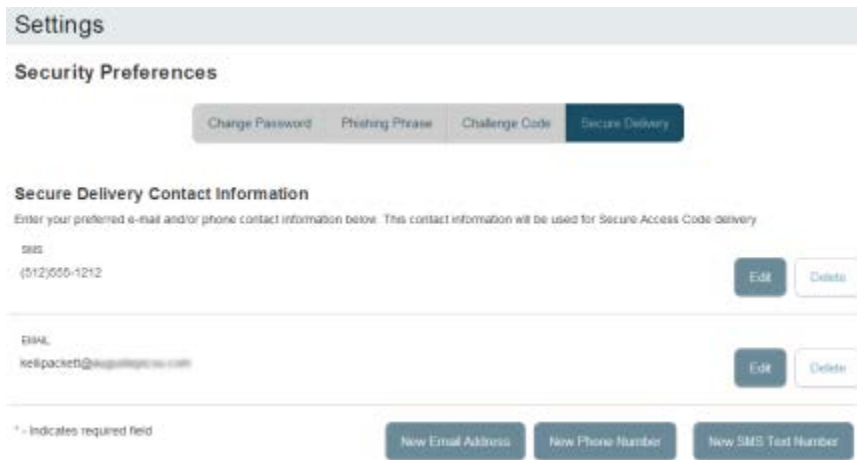 Settings
Security Preferences
Change Password Phishing Phrase Challenge Code Secure Delivery
Secure Delivery Contact Information
Enter your preferred e-mail and/or phone contact information below. This contact information will be used for Secure Access Code delivery.
SMS
(512)555-1212
Edit Delete
EMAIL
kellipackett@
Edit Delete
* - Indicates required field
New Email Address New Phone Number New SMS Text Number